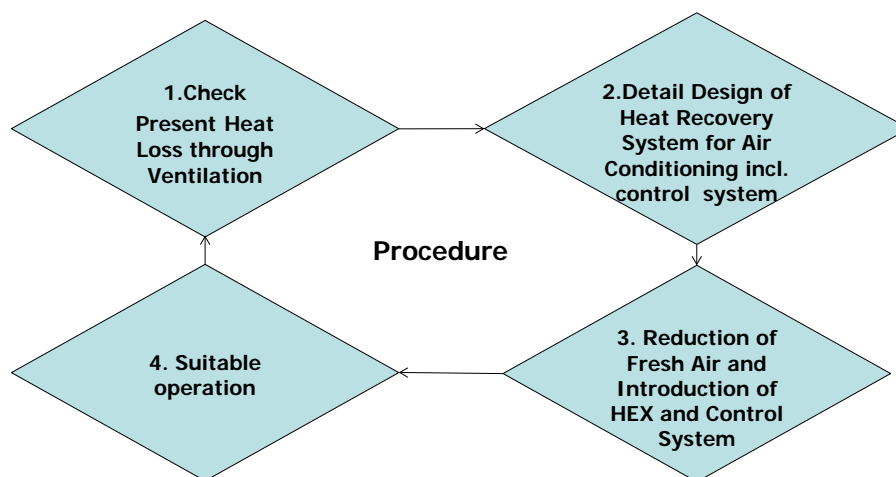 1.Check
Present Heat
Loss through
Ventilation
2.Detail Design of
Heat Recovery
System for Air
Conditioning incl.
control system
Procedure
3. Reduction of
Fresh Air and
Introduction of
HEX and Control
System
4. Suitable
operation